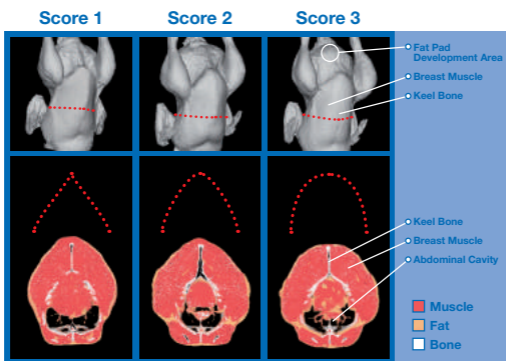 Score 1
Score 2
Score 3
Fat Pad
Development Area
Breast Muscle
Keel Bone
Keel Bone
Breast Muscle
Abdominal Cavity
Muscle
Fat
Bone